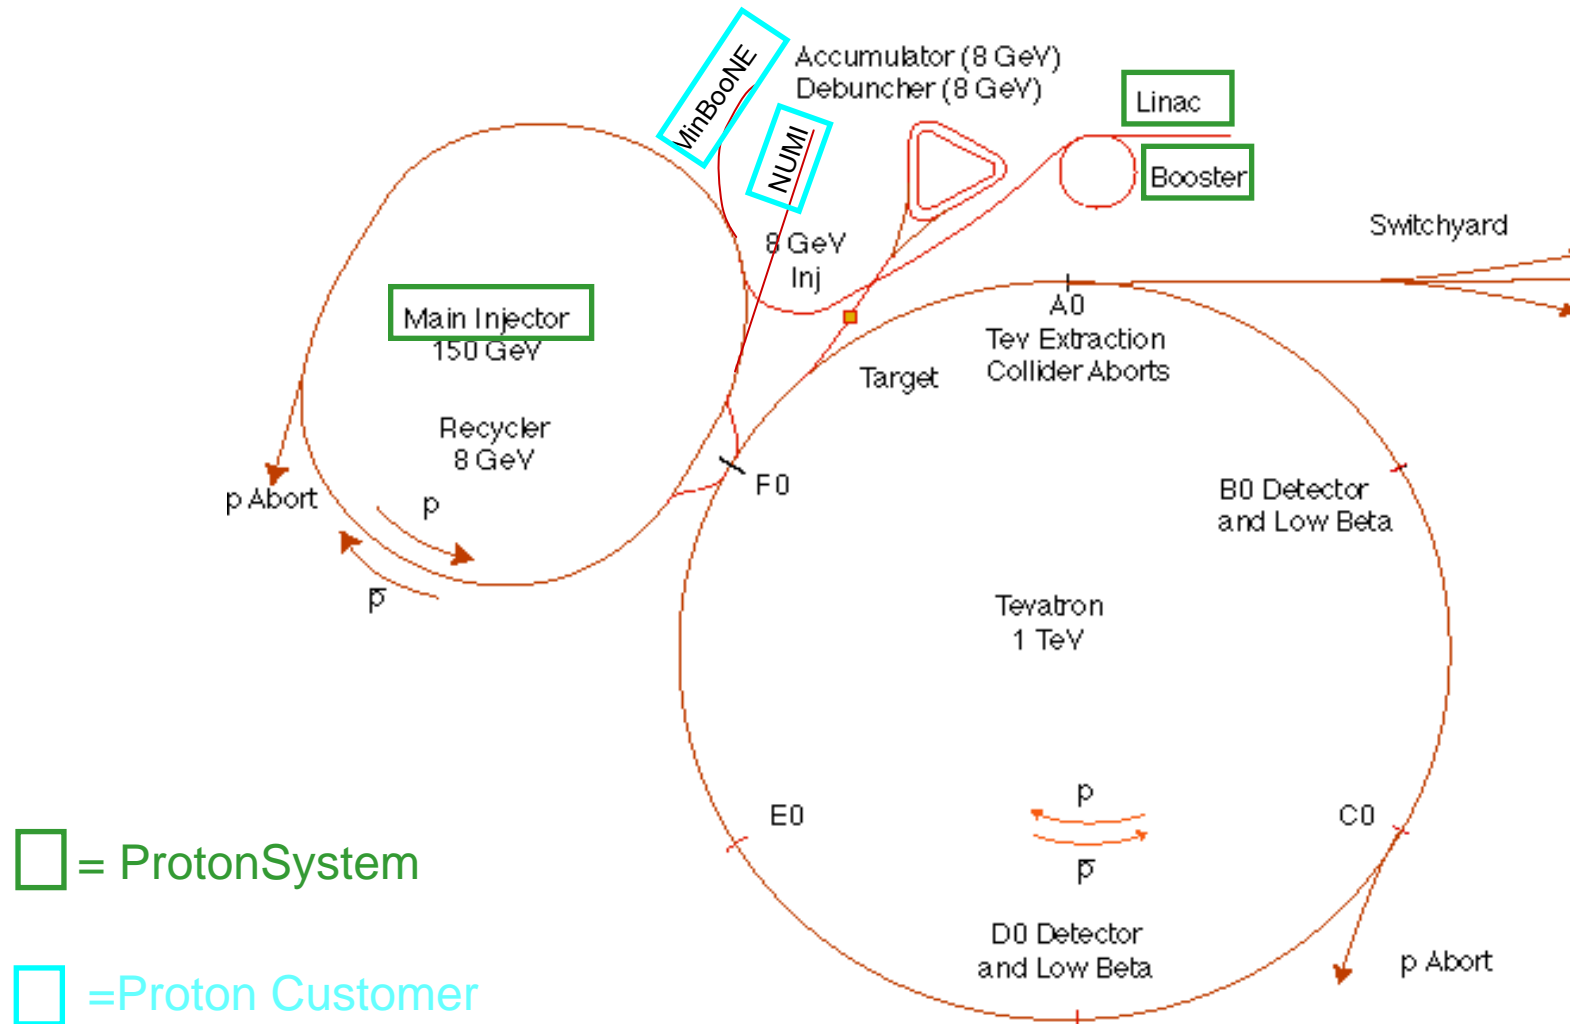 MinBooNE
NUMI
Accumulator (8 GeV)
Debuncher (8 GeV)
Linac
Booster
Switchyard
8 GeV
Inj
Main Injector
150 GeV
A0
Tev Extraction
Collider Aborts
Target
Recycler
8 GeV
p Abort
p
p̅
F0
B0 Detector
and Low Beta
Tevatron
1 TeV
E0
p
p̅
C0
D0 Detector
and Low Beta
p Abort
= ProtonSystem
=Proton Customer